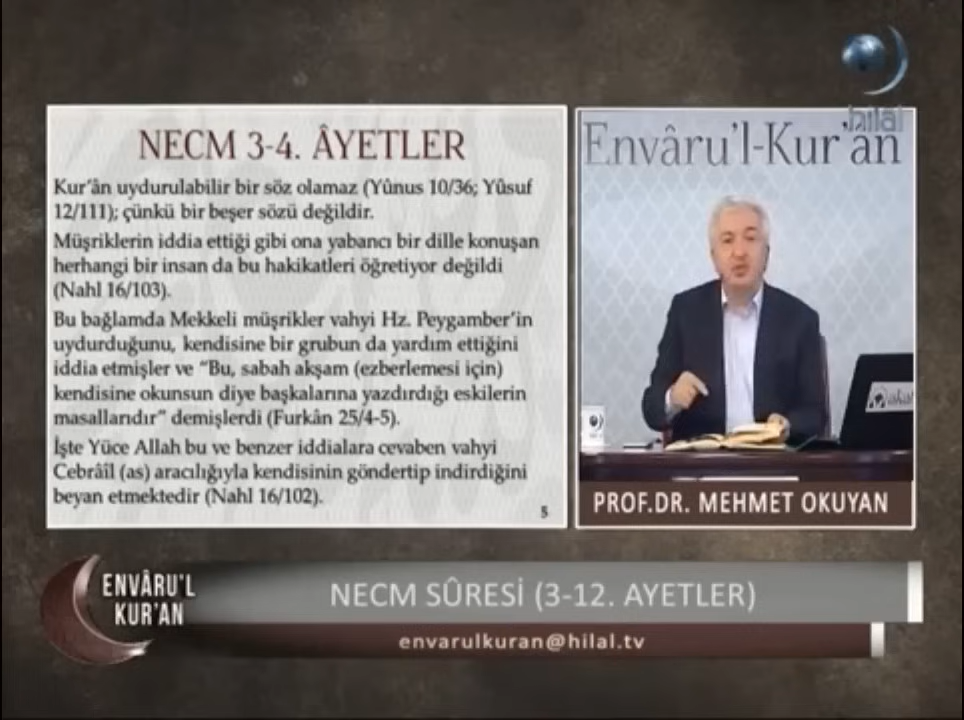 hilal
NECM 3-4. ÂYETLER
Kur'ân uydurulabilir bir söz olamaz (Yûnus 10/36; Yûsuf
12/111); çünkü bir beşer sözü değildir.
Müşriklerin iddia ettiği gibi ona yabancı bir dille konuşan
herhangi bir insan da bu hakikatleri öğretiyor değildi
(Nahl 16/103).
Bu bağlamda Mekkeli müşrikler vahyi Hz. Peygamber'in
uydurduğunu, kendisine bir grubun da yardım ettiğini
iddia etmişler ve "Bu, sabah akşam (ezberlemesi için)
kendisine okunsun diye başkalarına yazdırdığı eskilerin
masallarıdır" demişlerdi (Furkân 25/4-5).
İşte Yüce Allah bu ve benzer iddialara cevaben vahyi
Cebrâîl (as) aracılığıyla kendisinin göndertip indirdiğini
beyan etmektedir (Nahl 16/102).
5
Envâru'l-Kur'ân
PROF.DR. MEHMET OKUYAN
ENVÂRU'L
KUR'AN
NECM SÛRESİ (3-12. AYETLER)
envarulkuran@hilal.tv